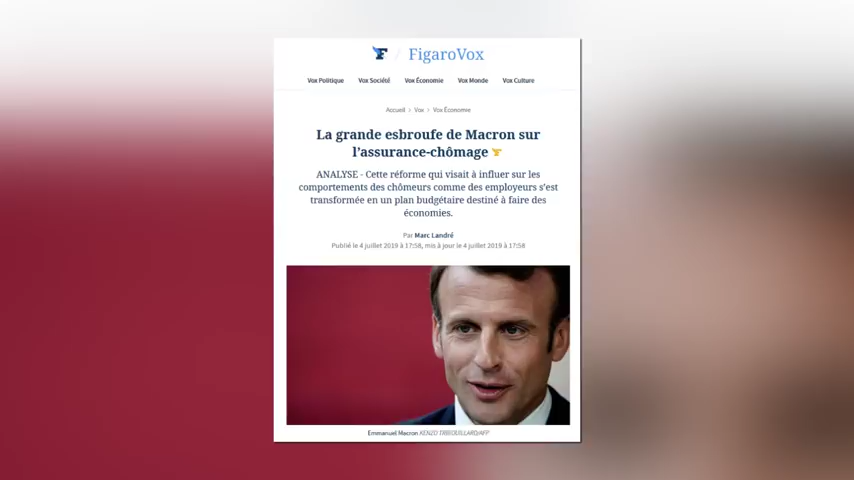 FigaroVox
Vox Politique Vox Société Vox Économie Vox Monde Vox Culture
Accueil > Vox > Vox Économie
La grande esbroufe de Macron sur
l'assurance-chômage
ANALYSE - Cette réforme qui visait à influer sur les
comportements des chômeurs comme des employeurs s'est
transformée en un plan budgétaire destiné à faire des
économies.
Par Marc Landré
Publié le 4 juillet 2019 à 17:58, mis à jour le 4 juillet 2019 à 17:58
Emmanuel Macron KENZO TRIBOUILLARD/AFP